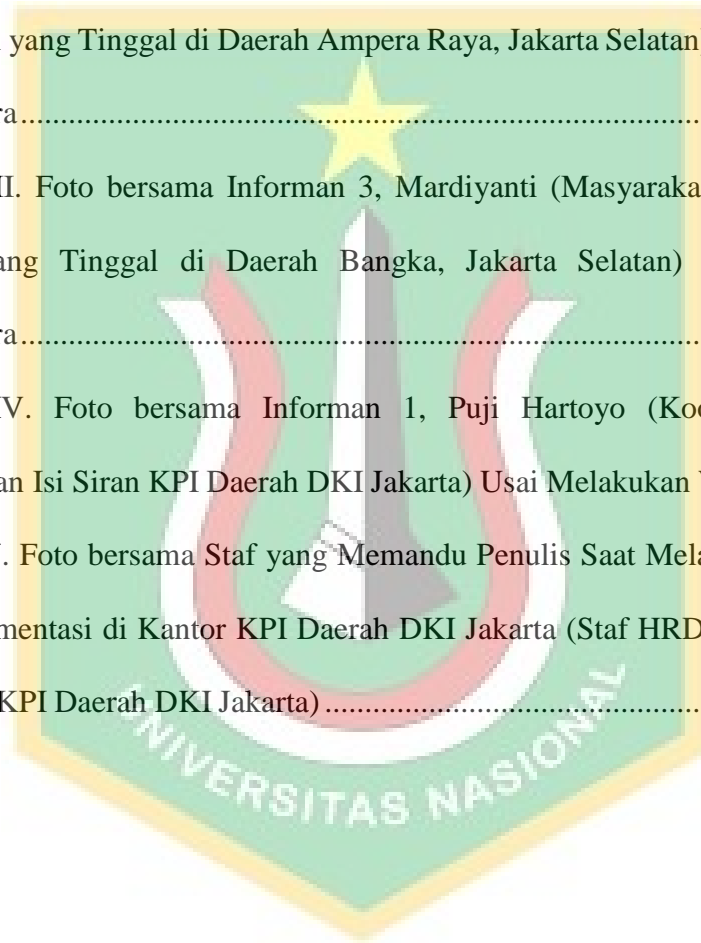 yang Tinggal di Daerah Ampera Raya, Jakarta Selatan
ra ................................................................
II. Foto bersama Informan 3, Mardiyanti (Masyaraka
ang Tinggal di Daerah Bangka, Jakarta Selatan)
ra ................................................................
IV. Foto bersama Informan 1, Puji Hartoyo (Koo
an Isi Siran KPI Daerah DKI Jakarta) Usai Melakukan
. Foto bersama Staf yang Memandu Penulis Saat Mela
mentasi di Kantor KPI Daerah DKI Jakarta (Staf HRD
KPI Daerah DKI Jakarta) ....................................
UNIVERSITAS NASIONAL